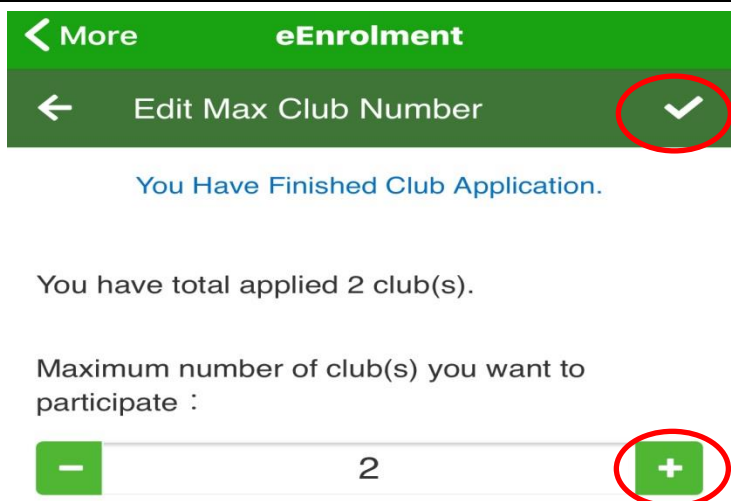 More eEnrolment
Edit Max Club Number
You Have Finished Club Application.
You have total applied 2 club(s).
Maximum number of club(s) you want to
participate：
2